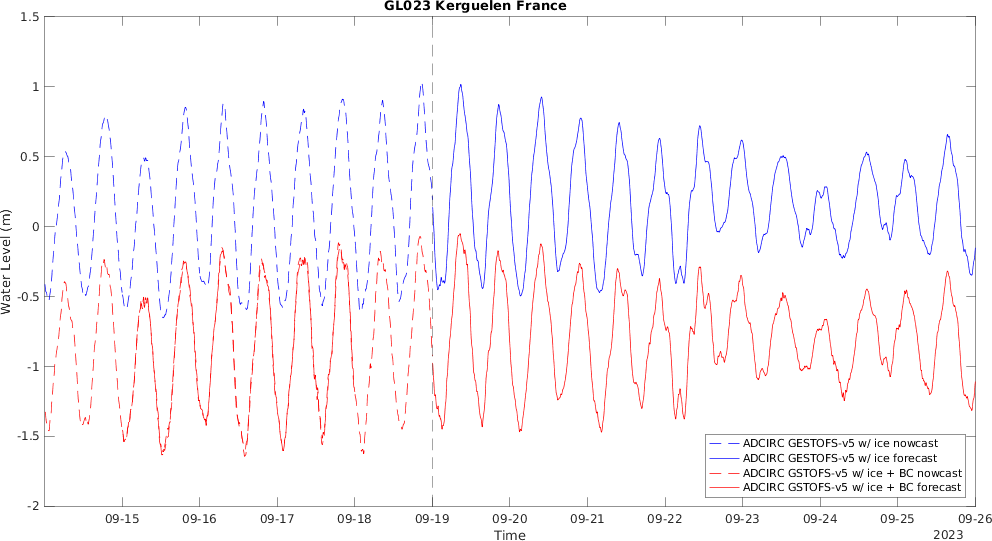 GL023 Kerguelen France
1.5
1
0.5
0
-0.5
-1
-1.5
-2
Water Level (m)
09-15 09-16 09-17 09-18 09-19 09-20 09-21 09-22 09-23 09-24 09-25 09-26
Time
2023
ADCIRC GESTOFS-v5 w/ ice nowcast
ADCIRC GESTOFS-v5 w/ ice forecast
ADCIRC GSTOFS-v5 w/ ice + BC nowcast
ADCIRC GSTOFS-v5 w/ ice + BC forecast